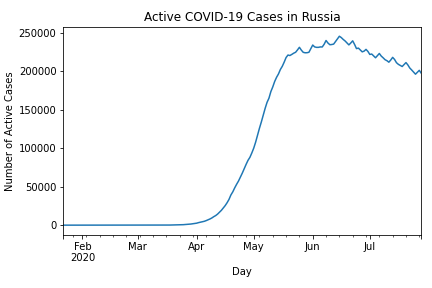 Active COVID-19 Cases in Russia
Number of Active Cases
250000
200000
150000
100000
50000
0
Feb
2020
Mar
Apr
May
Jun
Jul
Day